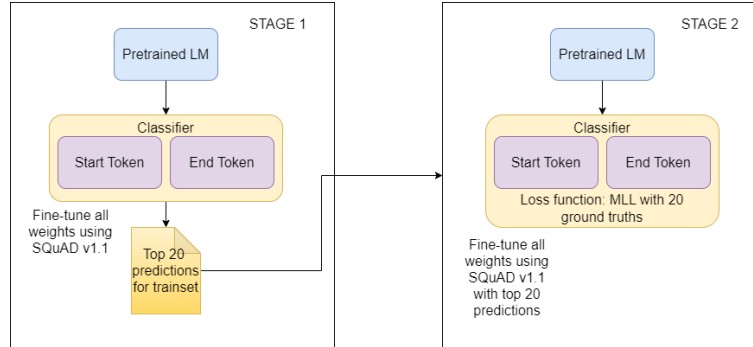 STAGE 1
Pretrained LM
Classifier
Start Token
End Token
Fine-tune all
weights using
SQuAD v1.1
Top 20
predictions
for trainset
STAGE 2
Pretrained LM
Classifier
Start Token
End Token
Loss function: MLL with 20
ground truths
Fine-tune all
weights using
SQuAD v1.1
with top 20
predictions